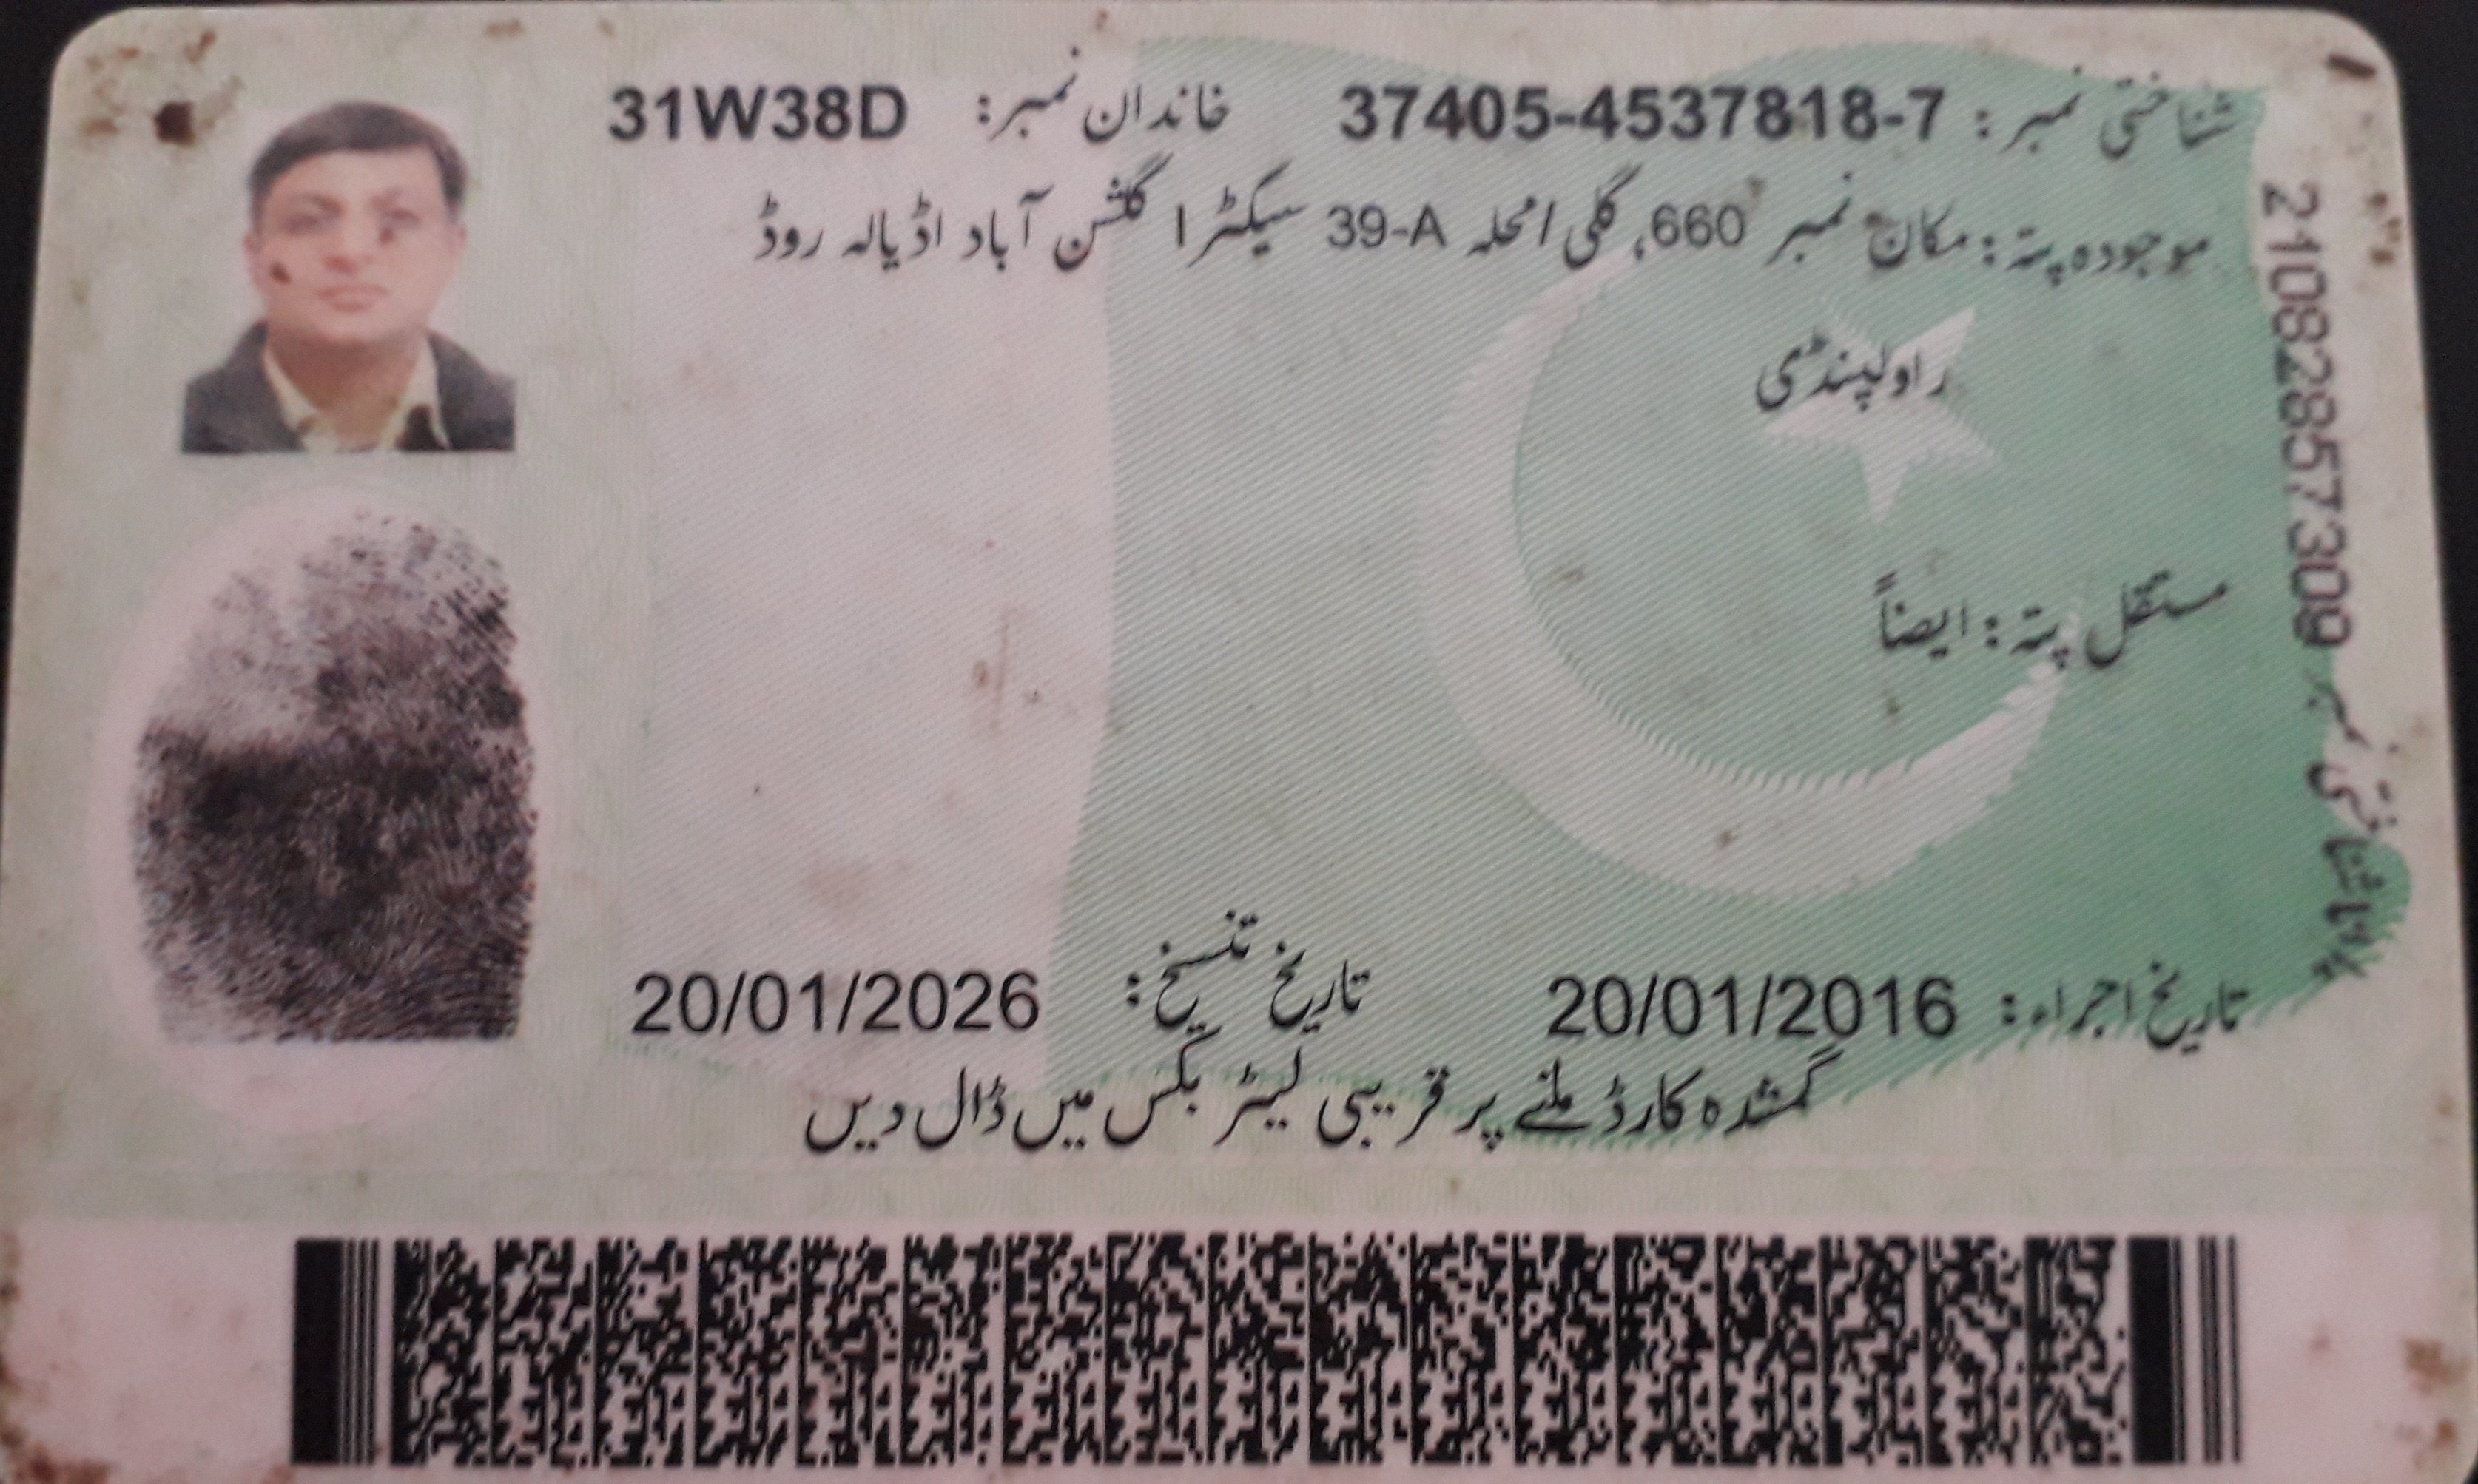 شناختی نمبر: 37405-4537818-7 خاندان نمبر: 31W38D
موجودہ پتہ: مکان نمبر 660، گلی / محلہ 39-A سیکٹر ا گلشن آباد اڈیالہ روڈ
راولپنڈی
مستقل پتہ: ایضاً
تاریخ اجراء: 20/01/2016 تاریخ تنسیخ: 20/01/2026
گمشدہ کارڈ ملنے پر قریبی لیٹر بکس میں ڈال دیں
شناختی نمبر 210828573009